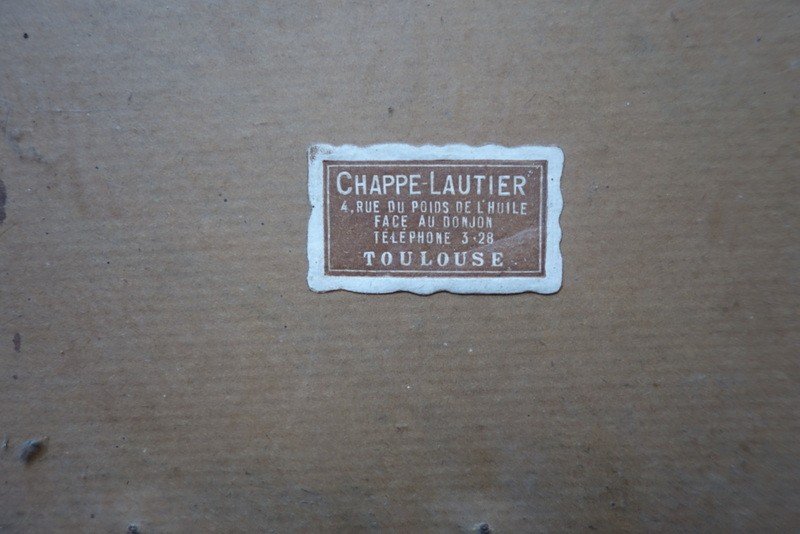 CHAPPE-LAUTIER
4, RUE DU POIDS DE L'HUILE
FACE AU DONJON
TÉLÉPHONE 3-28
TOULOUSE